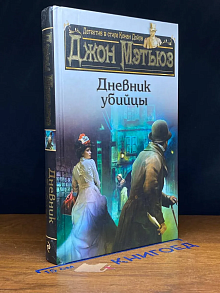 Детектив в стиле Конан Дойла
Джон Мэтьюз
Дневник
убийцы
Дневник
КНИГОЕД